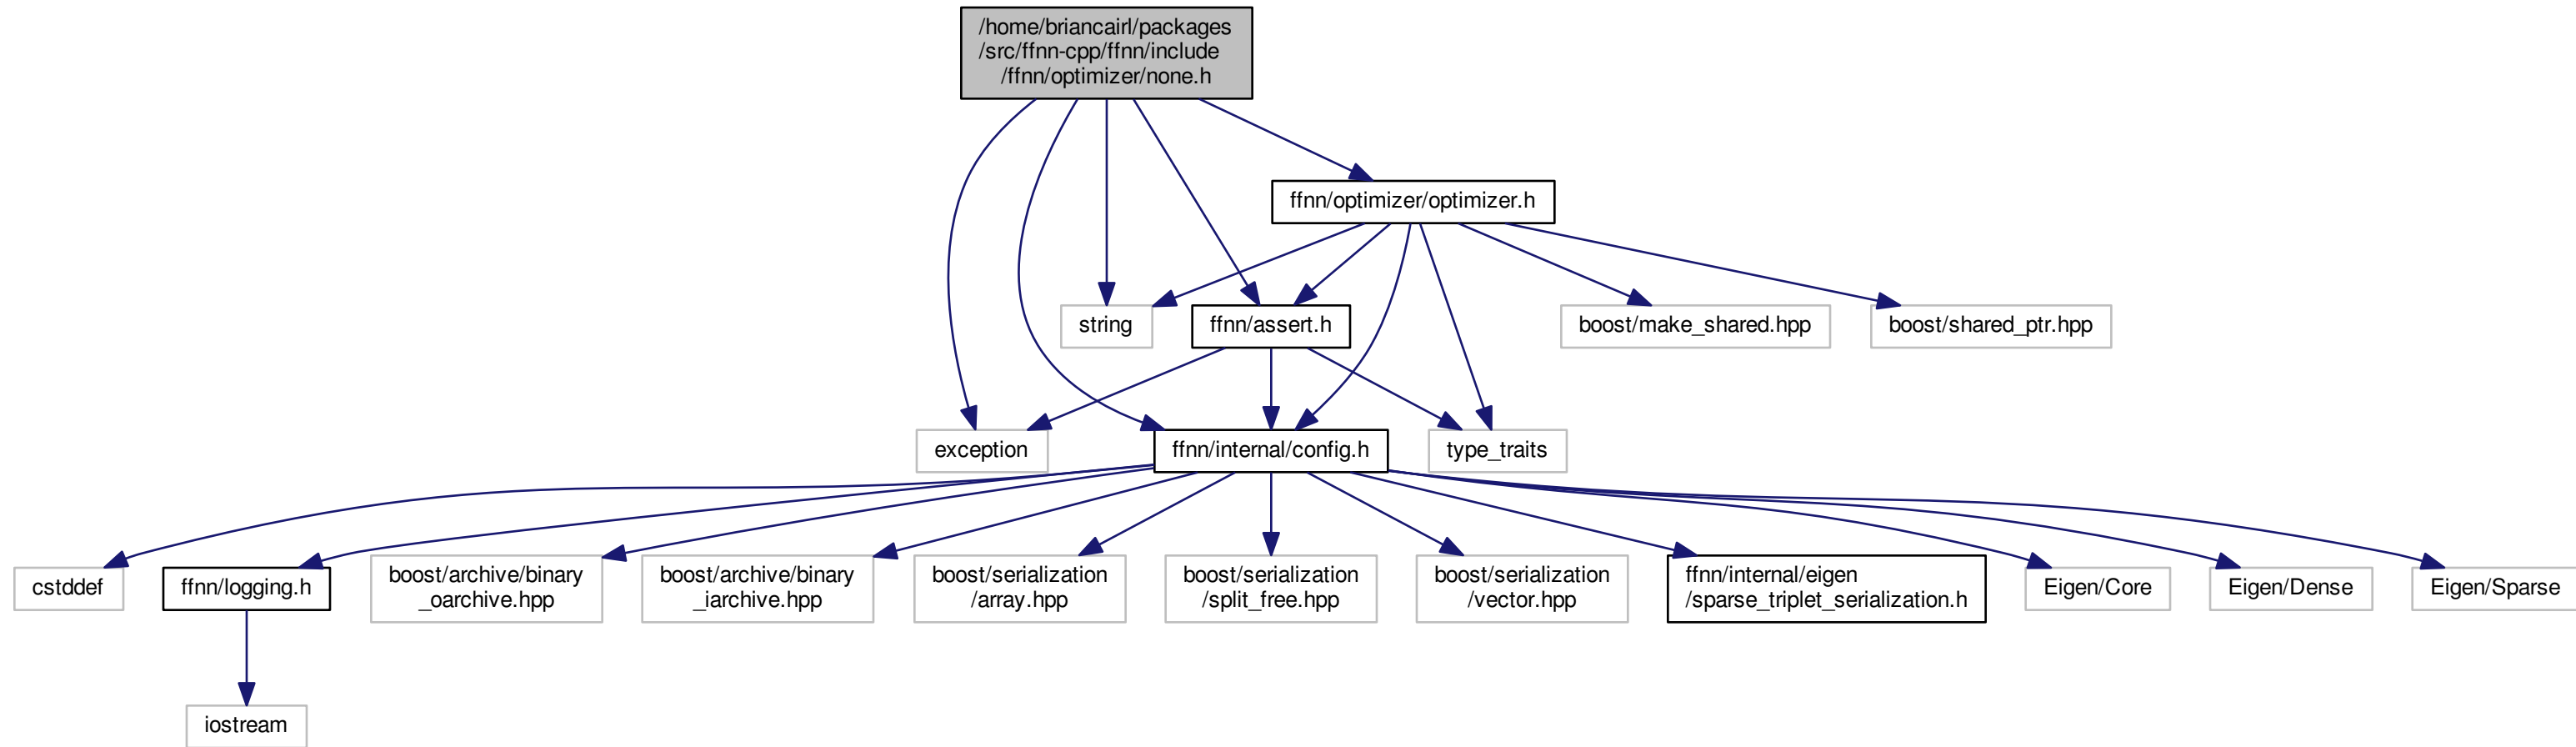 /home/briancairl/packages
/src/ffnn-cpp/ffnn/include
/ffnn/optimizer/none.h
ffnn/optimizer/optimizer.h
string
ffnn/assert.h
boost/make_shared.hpp
boost/shared_ptr.hpp
exception
ffnn/internal/config.h
type_traits
cstddef
ffnn/logging.h
boost/archive/binary
_oarchive.hpp
boost/archive/binary
_iarchive.hpp
boost/serialization
/array.hpp
boost/serialization
/split_free.hpp
boost/serialization
/vector.hpp
ffnn/internal/eigen
/sparse_triplet_serialization.h
Eigen/Core
Eigen/Dense
Eigen/Sparse
iostream